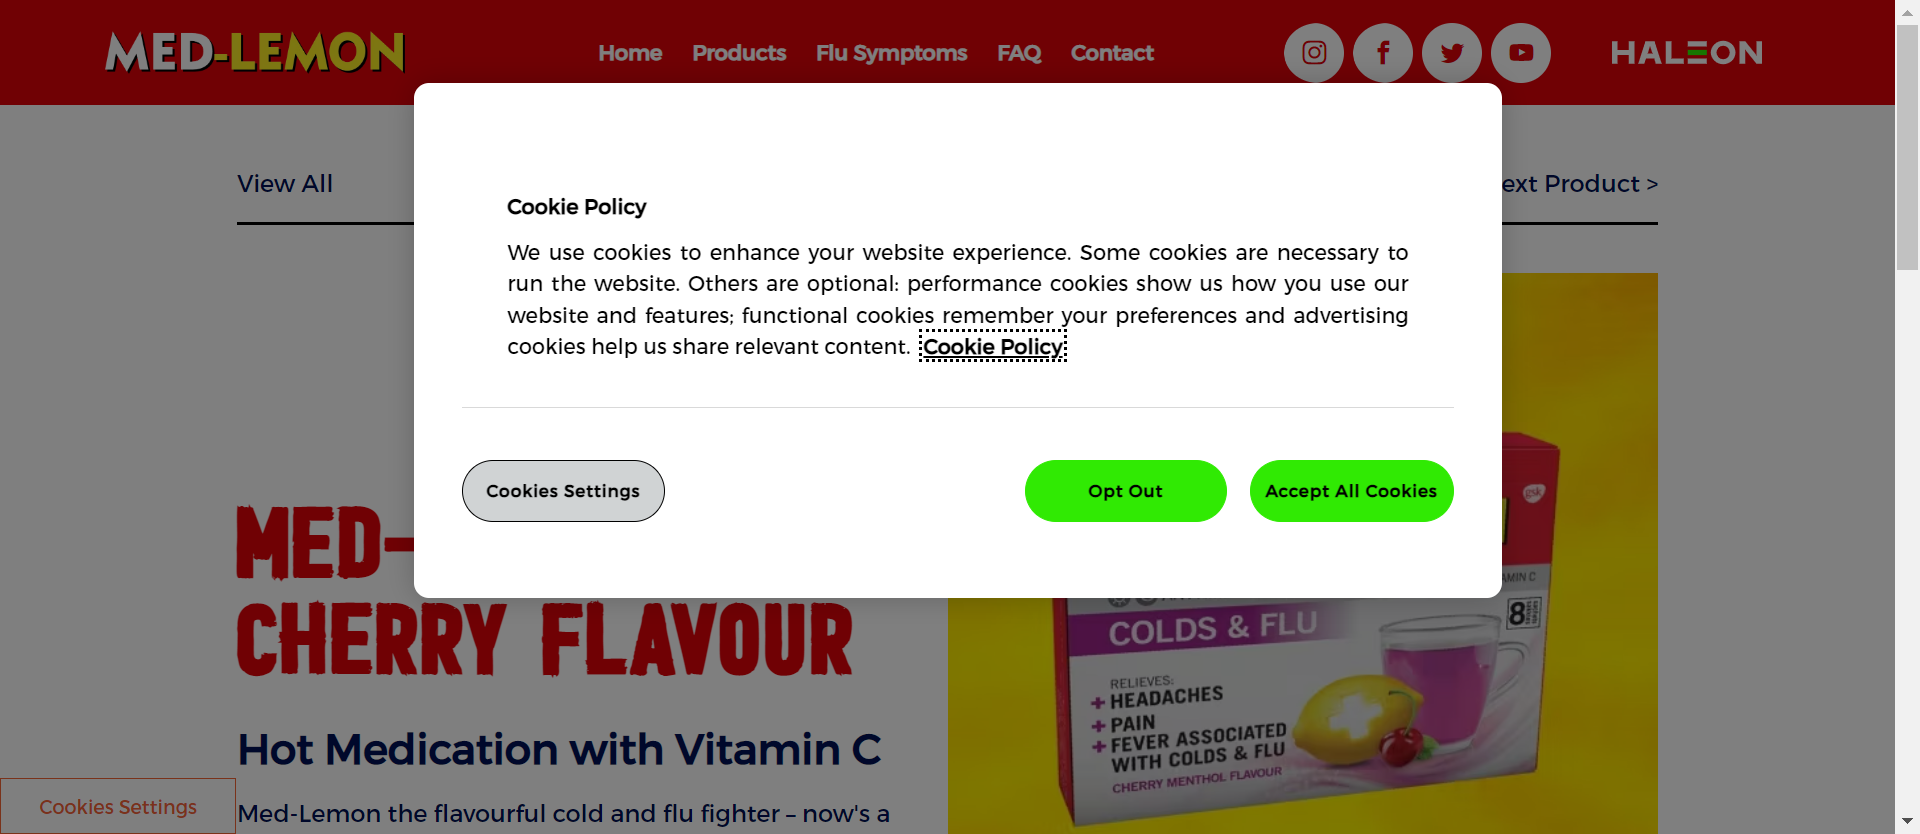 MED-LEMON
Home Products Flu Symptoms FAQ Contact
HALEON
View All
ext Product >
Cookie Policy
We use cookies to enhance your website experience. Some cookies are necessary to
run the website. Others are optional: performance cookies show us how you use our
website and features; functional cookies remember your preferences and advertising
cookies help us share relevant content. Cookie Policy
Cookies Settings
Opt Out
Accept All Cookies
MED-
CHERRY FLAVOUR
Hot Medication with Vitamin C
Med-Lemon the flavourful cold and flu fighter – now's a
Cookies Settings
gsk
AMIN C
8
COLDS & FLU
RELIEVES:
+ HEADACHES
+ PAIN
+ FEVER ASSOCIATED
WITH COLDS & FLU
CHERRY MENTHOL FLAVOUR